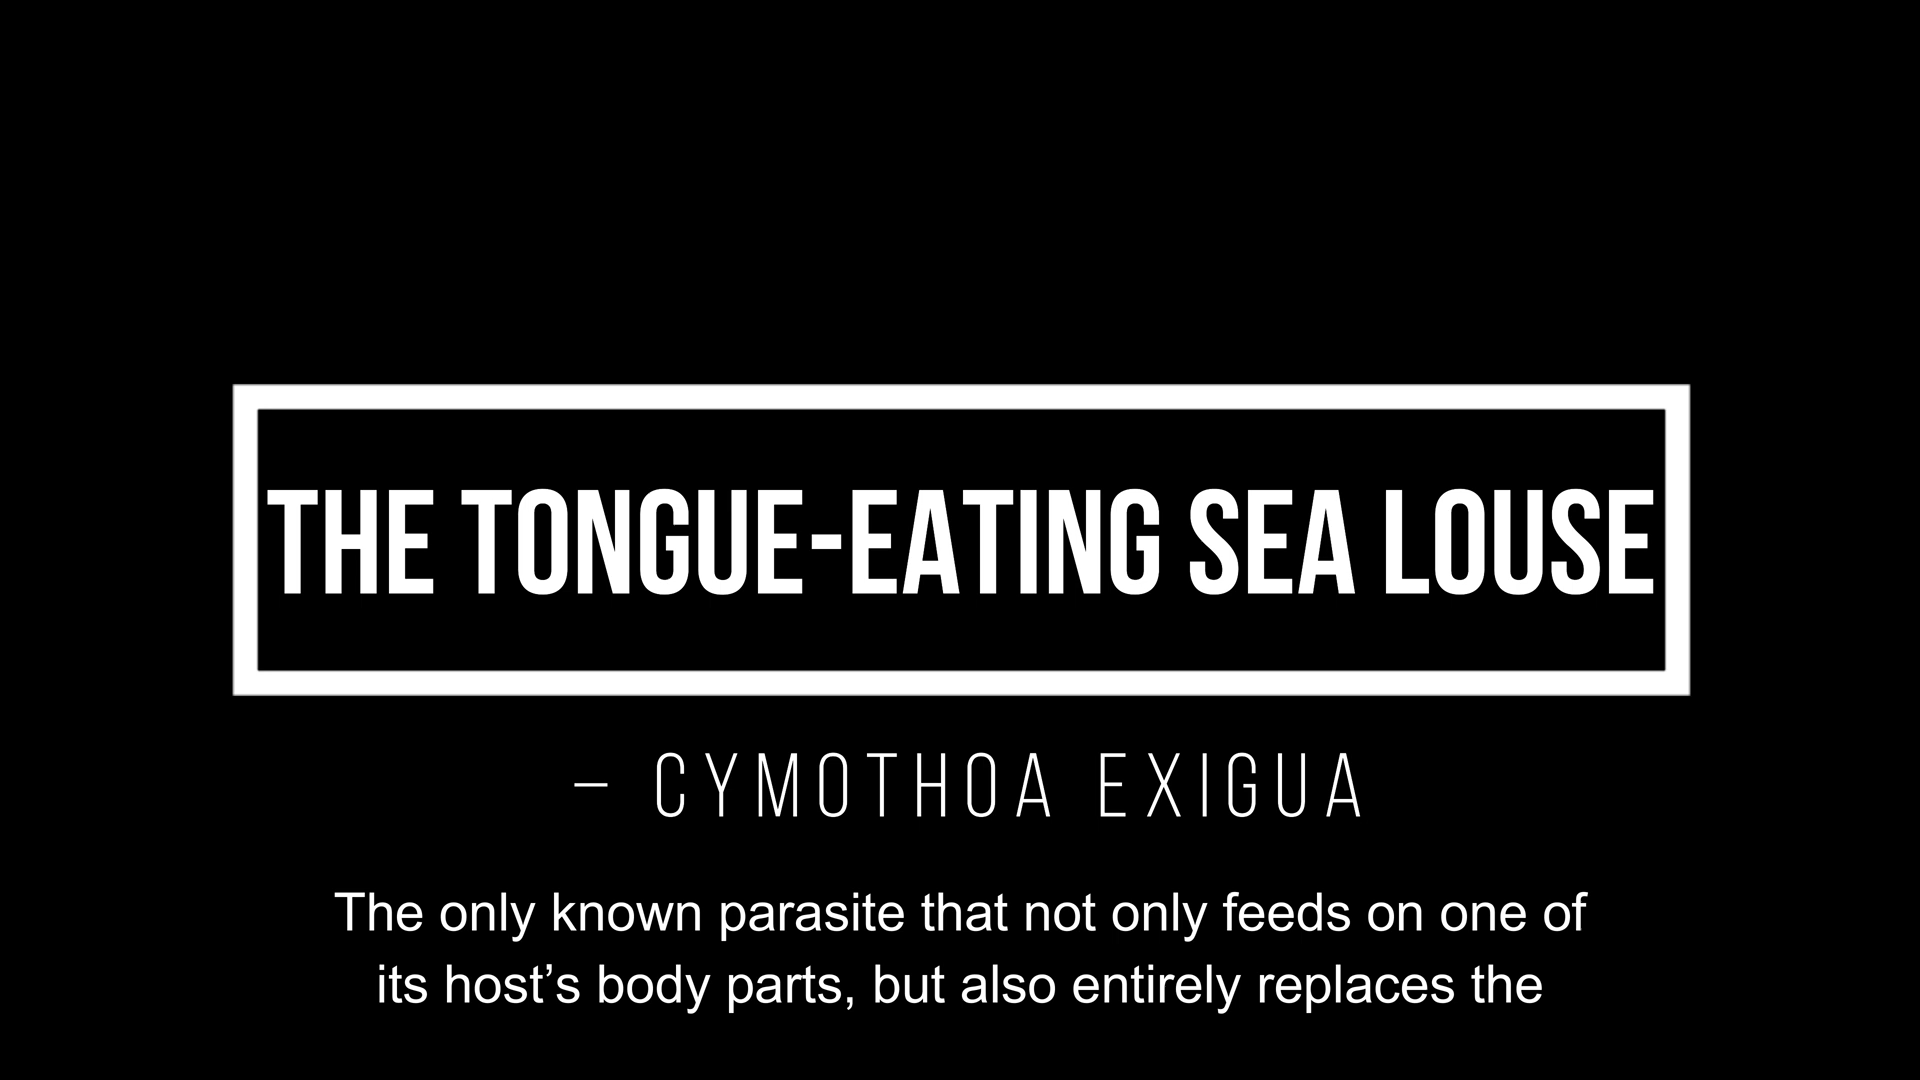 THE TONGUE-EATING SEA LOUSE
– CYMOTHOA EXIGUA
The only known parasite that not only feeds on one of
its host’s body parts, but also entirely replaces the